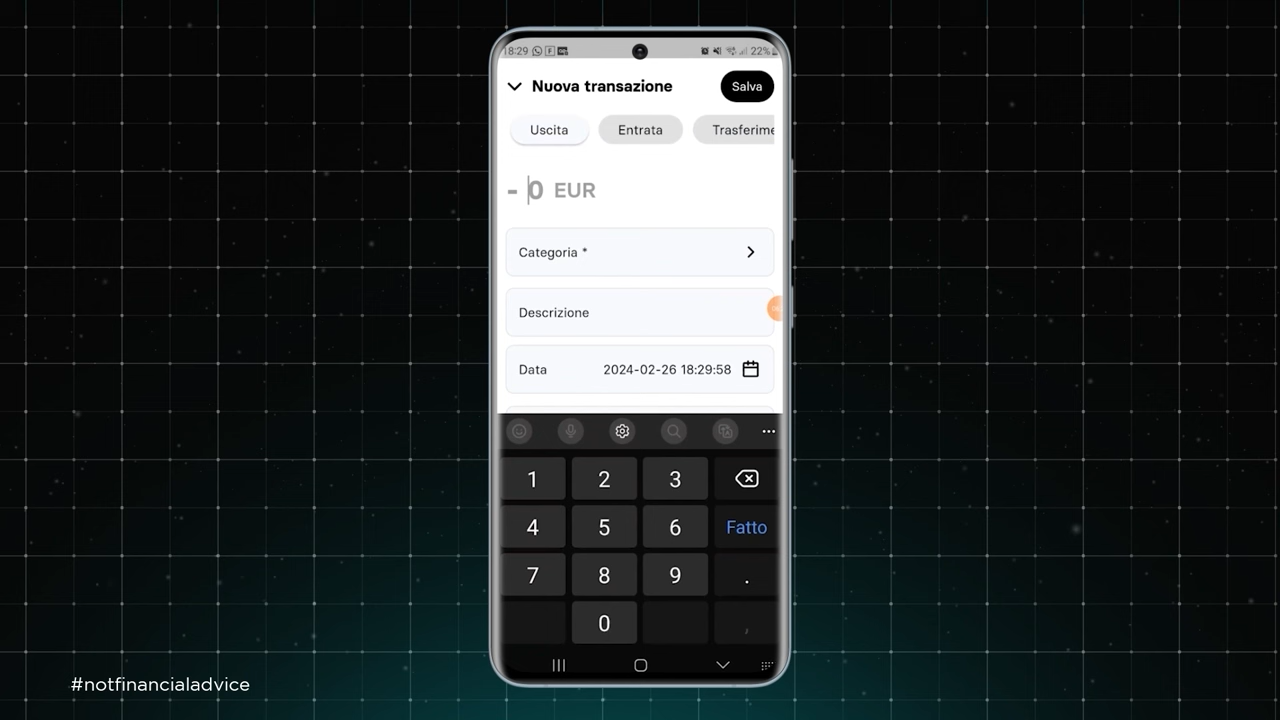 18:29
22%
Nuova transazione
Salva
Uscita
Entrata
Trasferime
- 0 EUR
Categoria *
Descrizione
Data
2024-02-26 18:29:58
1 2 3
4 5 6 Fatto
7 8 9 .
0 ,
#notfinancialadvice